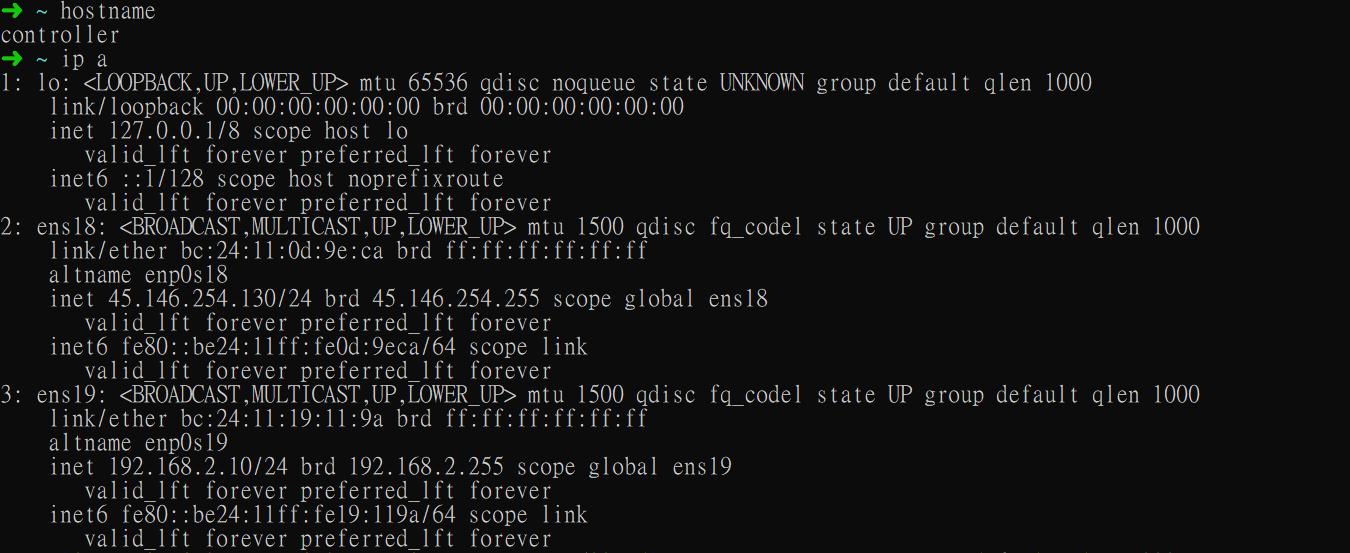 ➜ ~ hostname
controller
➜ ~ ip a
1: lo: <LOOPBACK,UP,LOWER_UP> mtu 65536 qdisc noqueue state UNKNOWN group default qlen 1000
    link/loopback 00:00:00:00:00:00 brd 00:00:00:00:00:00
    inet 127.0.0.1/8 scope host lo
       valid_lft forever preferred_lft forever
    inet6 ::1/128 scope host noprefixroute
       valid_lft forever preferred_lft forever
2: ens18: <BROADCAST,MULTICAST,UP,LOWER_UP> mtu 1500 qdisc fq_codel state UP group default qlen 1000
    link/ether bc:24:11:0d:9e:ca brd ff:ff:ff:ff:ff:ff
    altname enp0s18
    inet 45.146.254.130/24 brd 45.146.254.255 scope global ens18
       valid_lft forever preferred_lft forever
    inet6 fe80::be24:11ff:fe0d:9eca/64 scope link
       valid_lft forever preferred_lft forever
3: ens19: <BROADCAST,MULTICAST,UP,LOWER_UP> mtu 1500 qdisc fq_codel state UP group default qlen 1000
    link/ether bc:24:11:19:11:9a brd ff:ff:ff:ff:ff:ff
    altname enp0s19
    inet 192.168.2.10/24 brd 192.168.2.255 scope global ens19
       valid_lft forever preferred_lft forever
    inet6 fe80::be24:11ff:fe19:119a/64 scope link
       valid_lft forever preferred_lft forever